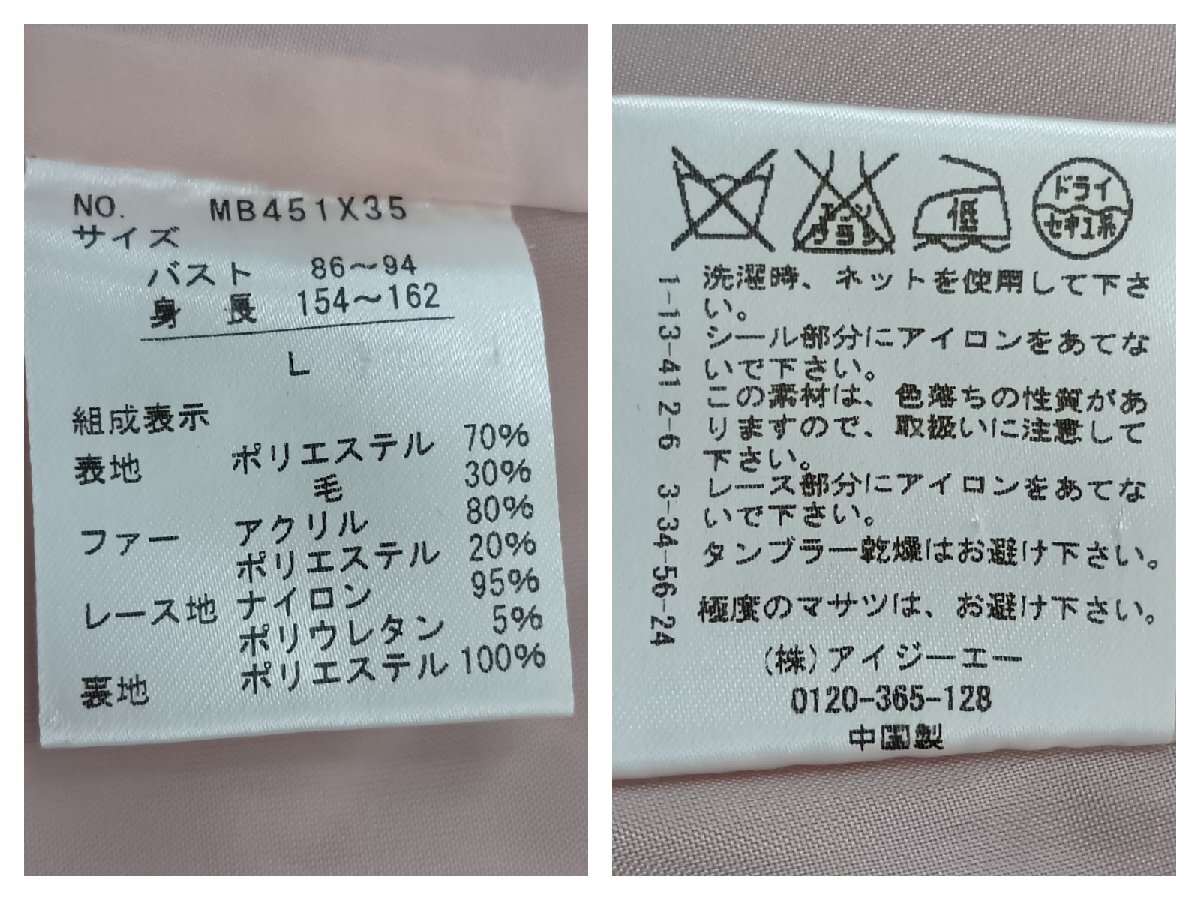 NO. MB451X35
サイズ
バスト 86～94
身長 154～162
L
組成表示
表地 ポリエステル 70%
毛 30%
ファー アクリル 80%
ポリエステル 20%
レース地 ナイロン 95%
ポリウレタン 5%
裏地 ポリエステル 100%
エンソ
サラシ
低
ドライ
セキユ系
洗濯時、ネットを使用して下さ
い。
シール部分にアイロンをあてな
いで下さい。
この素材は、色落ちの性質があ
りますので、取扱いに注意して
下さい。
レース部分にアイロンをあてな
いで下さい。
タンブラー乾燥はお避け下さい。
極度のマサツは、お避け下さい。
(株)アイジーエー
0120-365-128
中国製
1-13-41 2-6 3-34-56-24